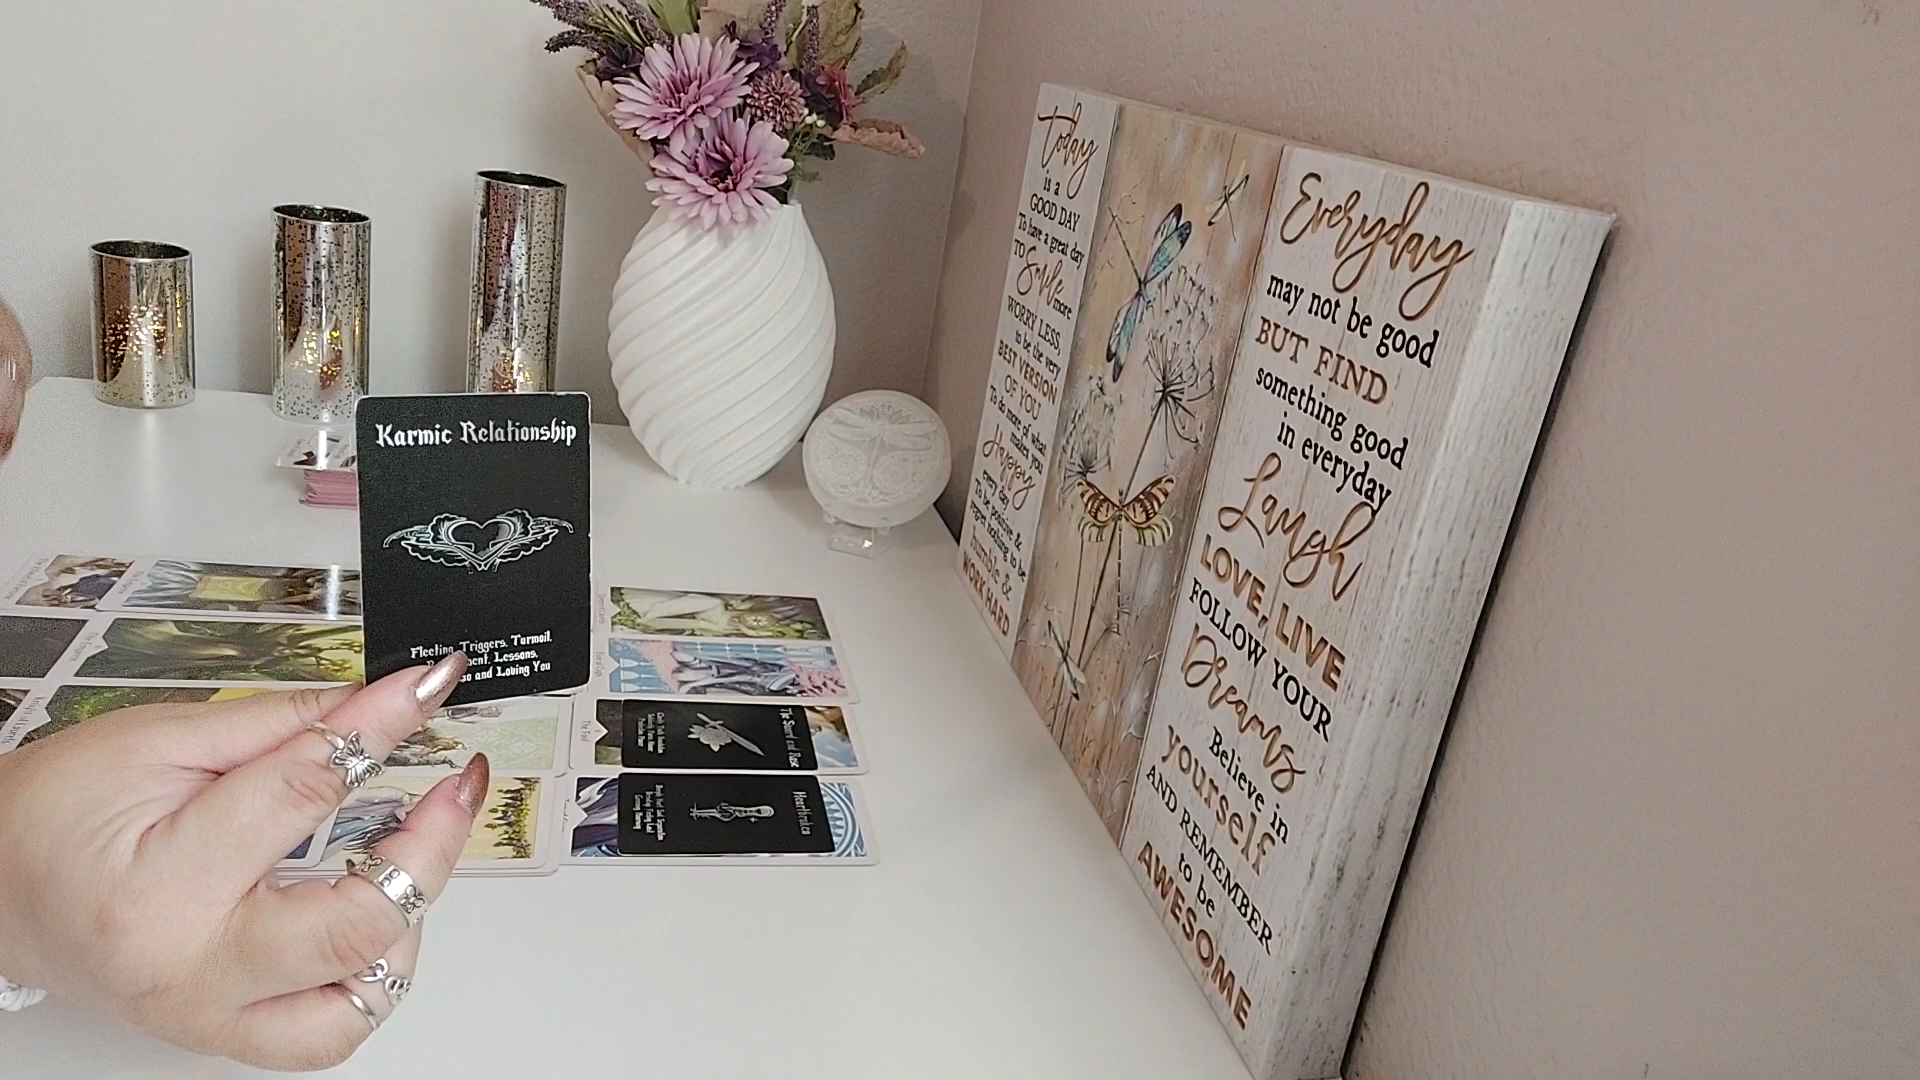 Karmic Relationship
Fleeting, Triggers, Turmoil,
Lessons,
and Loving You
today
is a
GOOD DAY
To have a great day
TO Smile more
WORRY LESS,
to be the very
BEST VERSION
OF YOU
To do more of what
makes you
Happy
every day
To be positive &
regret nothing to be
humble &
WORK HARD
Everyday
may not be good
BUT FIND
something good
in everyday
Laugh
LOVE, LIVE
FOLLOW YOUR
Dreams
Believe in
yourself
AND REMEMBER
to be
AWESOME
The Sword and Rose
Heartbroken
The Fool